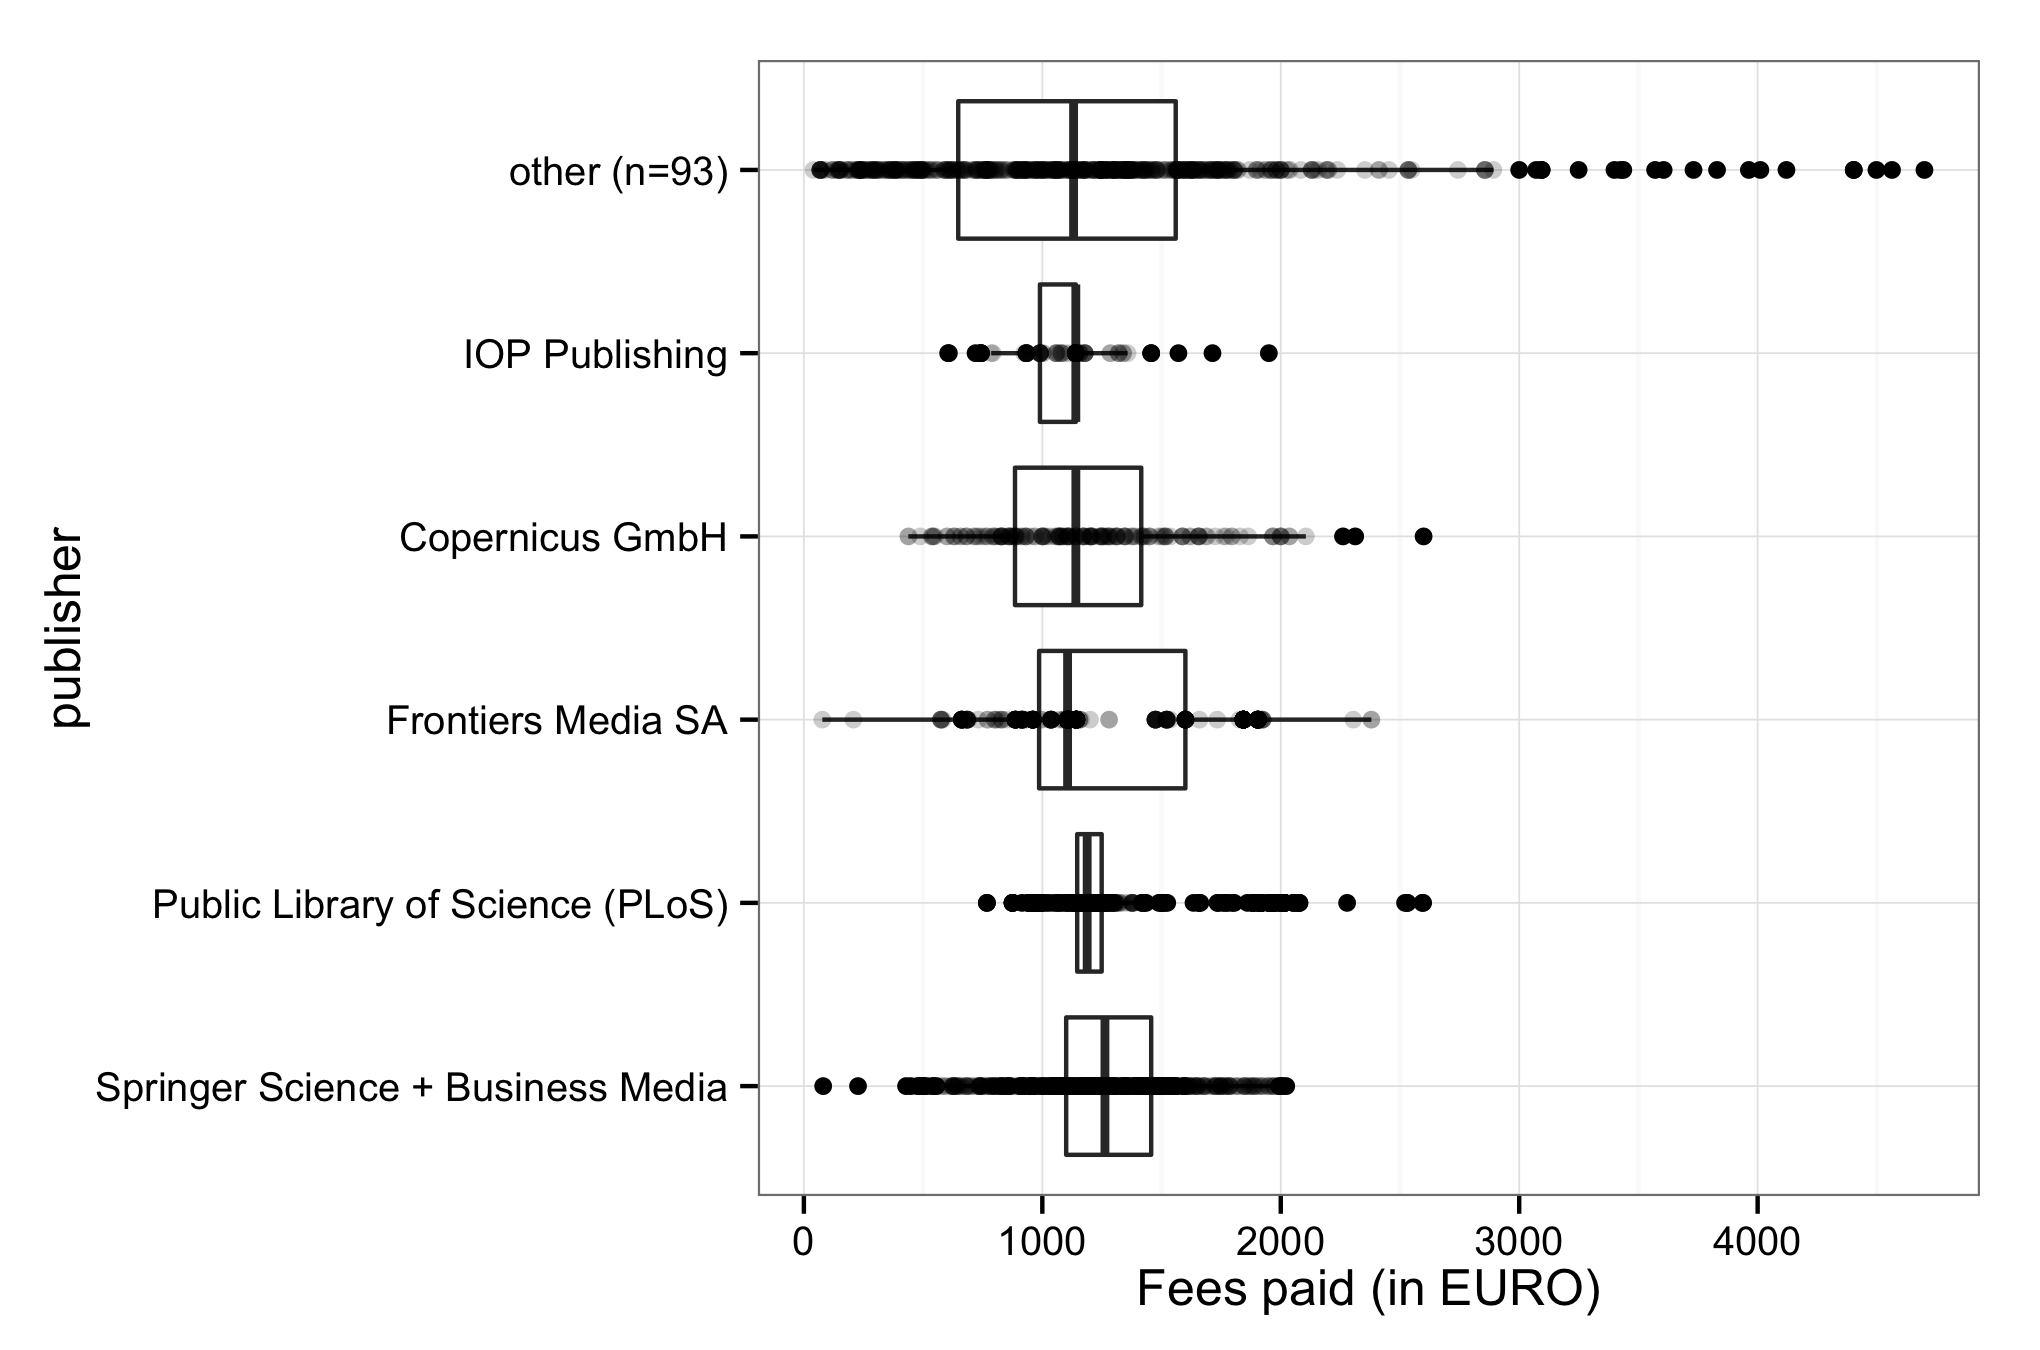 other (n=93)
IOP Publishing
Copernicus GmbH
Frontiers Media SA
Public Library of Science (PLoS)
Springer Science + Business Media
publisher
0 1000 2000 3000 4000
Fees paid (in EURO)